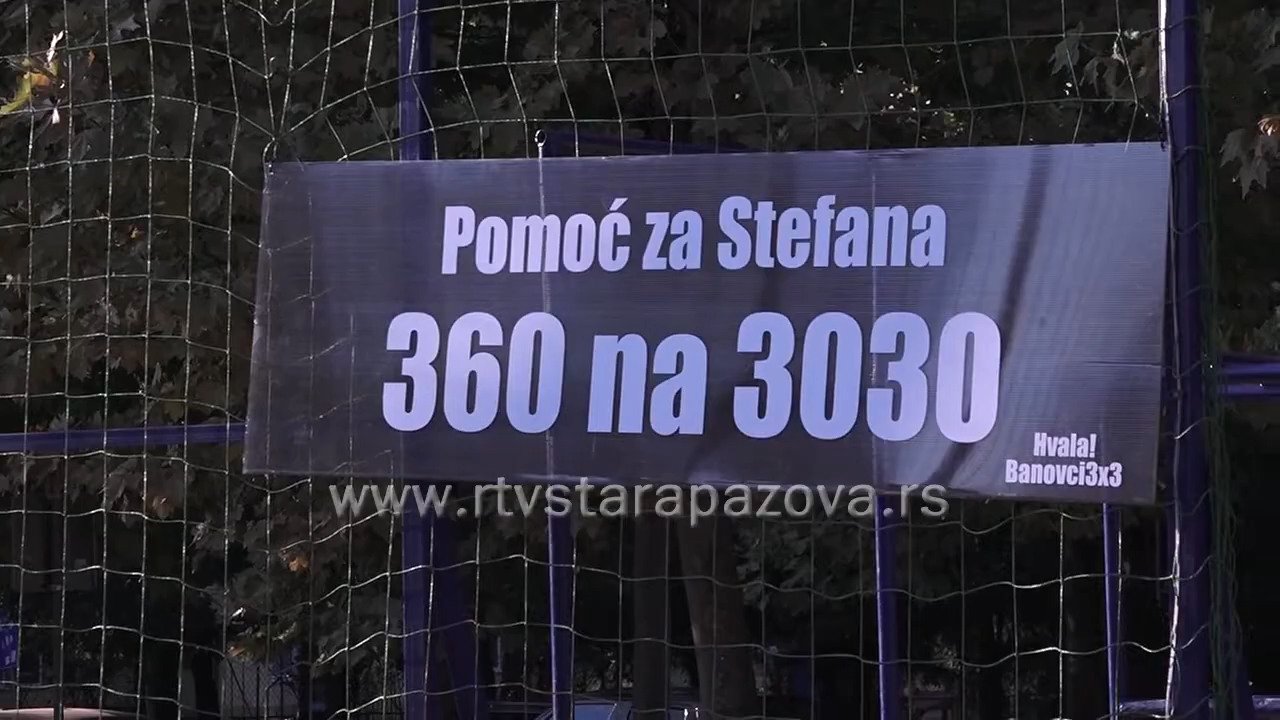 Pomoć za Stefana
360 na 3030
Hvala!
Banovci3x3
www.rtvstarapazova.rs